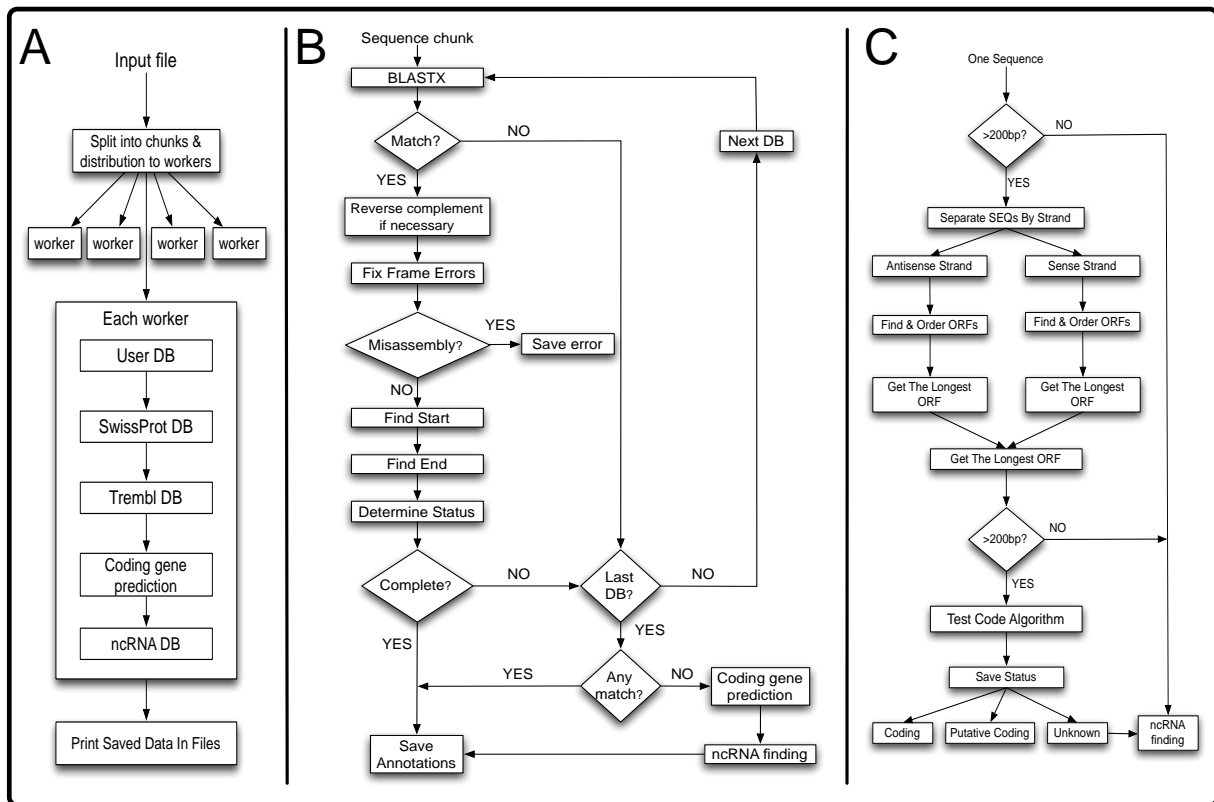 A
Input file
Split into chunks &
distribution to workers
worker
worker
worker
worker
Each worker
User DB
SwissProt DB
Trembl DB
Coding gene
prediction
ncRNA DB
Print Saved Data In Files
B
Sequence chunk
BLASTX
Match?
NO
YES
Next DB
Reverse complement
if necessary
Fix Frame Errors
Misassembly?
YES
Save error
NO
Find Start
Find End
Determine Status
Complete?
NO
Last
DB?
NO
YES
YES
Any
match?
YES
NO
Coding gene
prediction
Save
Annotations
ncRNA finding
C
One Sequence
>200bp?
NO
YES
Separate SEQs By Strand
Antisense Strand
Sense Strand
Find & Order ORFs
Find & Order ORFs
Get The Longest
ORF
Get The Longest
ORF
Get The Longest ORF
>200bp?
NO
YES
Test Code Algorithm
Save Status
Coding
Putative Coding
Unknown
ncRNA
finding